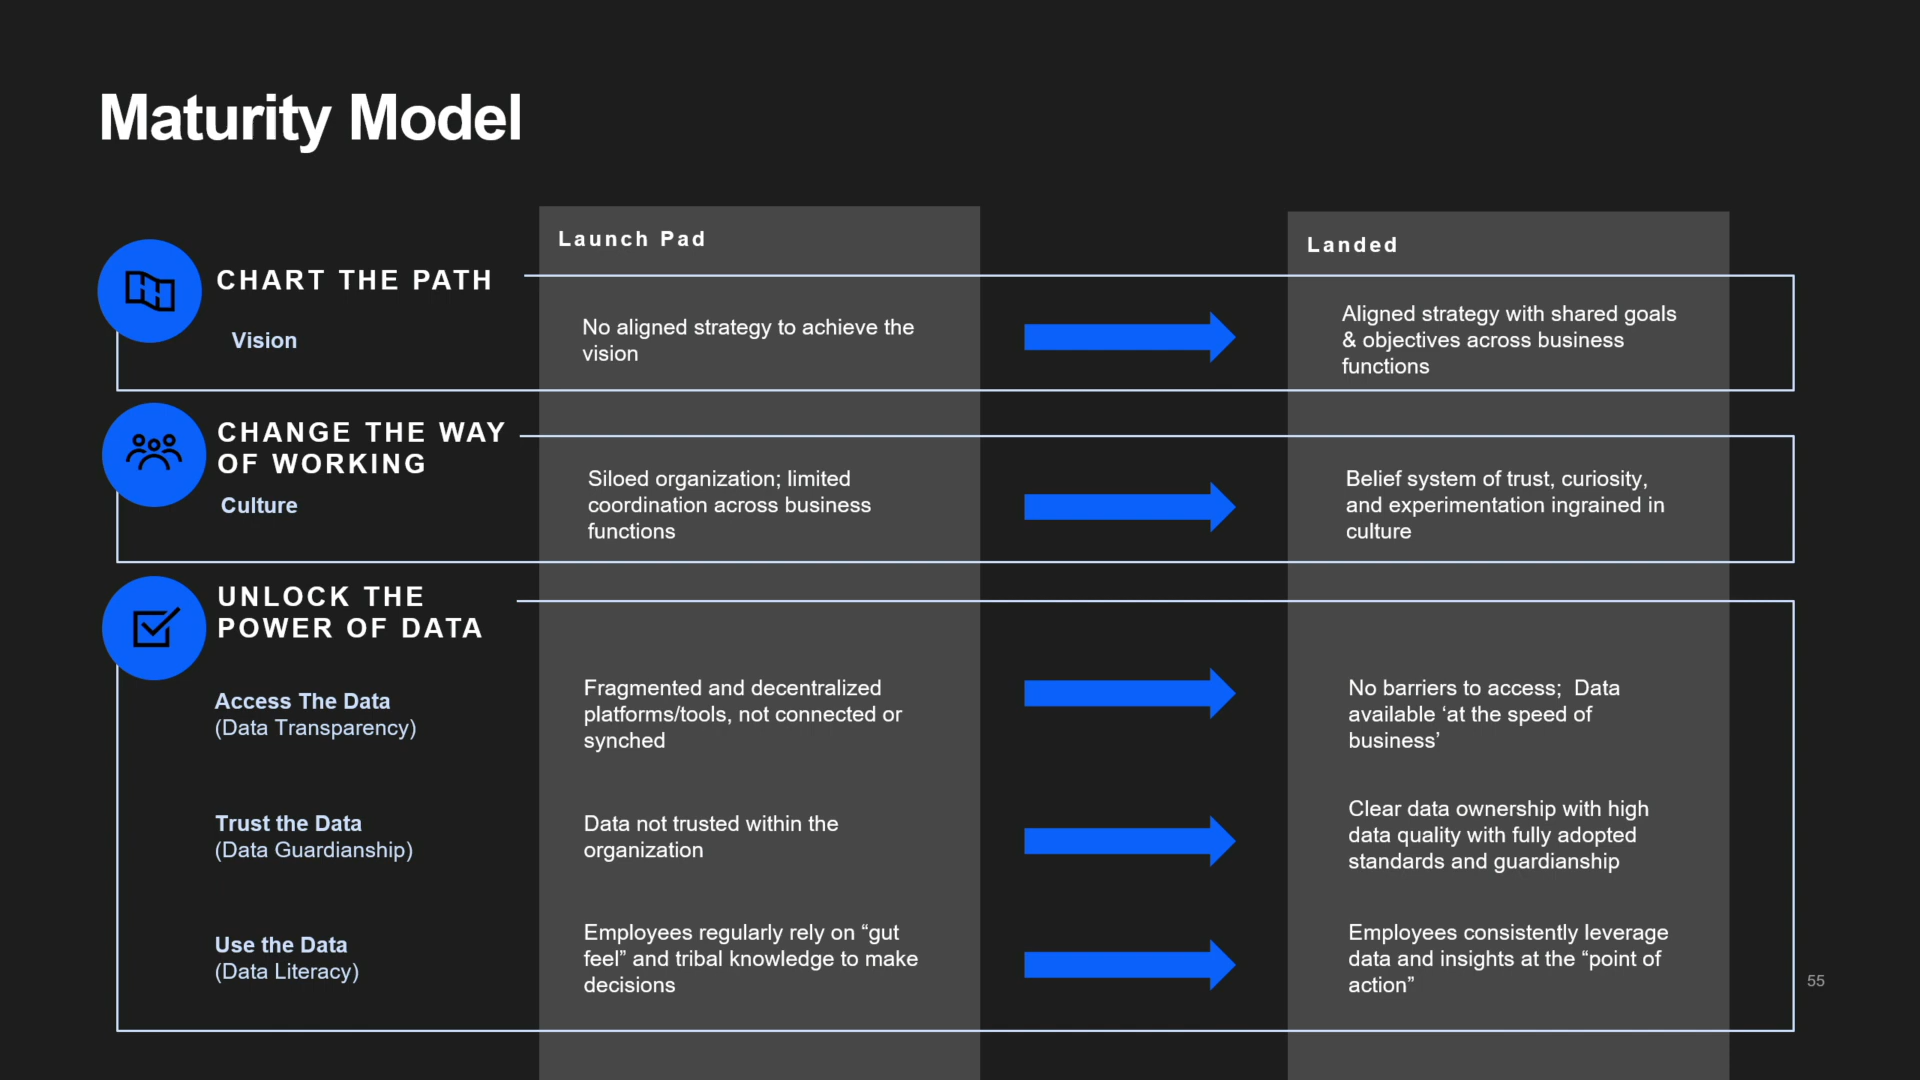 Maturity Model
Launch Pad
Landed
CHART THE PATH
Vision
No aligned strategy to achieve the
vision
Aligned strategy with shared goals
& objectives across business
functions
CHANGE THE WAY
OF WORKING
Culture
Siloed organization; limited
coordination across business
functions
Belief system of trust, curiosity,
and experimentation ingrained in
culture
UNLOCK THE
POWER OF DATA
Access The Data
(Data Transparency)
Fragmented and decentralized
platforms/tools, not connected or
synched
No barriers to access;  Data
available ‘at the speed of
business’
Trust the Data
(Data Guardianship)
Data not trusted within the
organization
Clear data ownership with high
data quality with fully adopted
standards and guardianship
Use the Data
(Data Literacy)
Employees regularly rely on “gut
feel” and tribal knowledge to make
decisions
Employees consistently leverage
data and insights at the “point of
action”
55